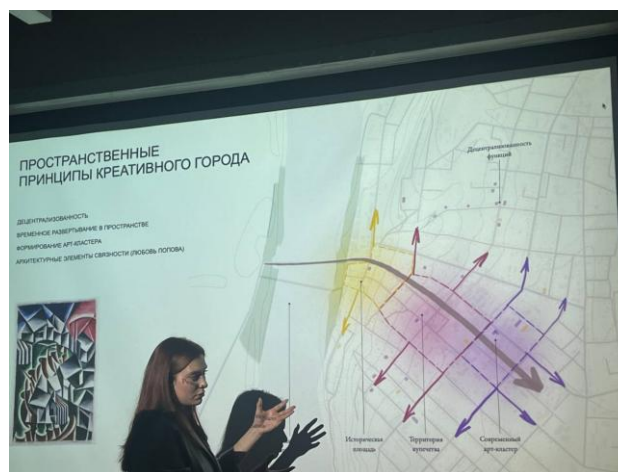 ПРОСТРАНСТВЕННЫЕ
ПРИНЦИПЫ КРЕАТИВНОГО ГОРОДА
ДЕЦЕНТРАЛИЗОВАННОСТЬ
ВРЕМЕННОЕ РАЗВЕРТЫВАНИЕ В ПРОСТРАНСТВЕ
ФОРМИРОВАНИЕ АРТ-КЛАСТЕРА
АРХИТЕКТУРНЫЕ ЭЛЕМЕНТЫ СВЯЗНОСТИ (ЛЮБОВЬ ПОПОВА)
Децентрализованность
функций
Историческая
площадь
Территория
купечества
Современный
арт-кластер